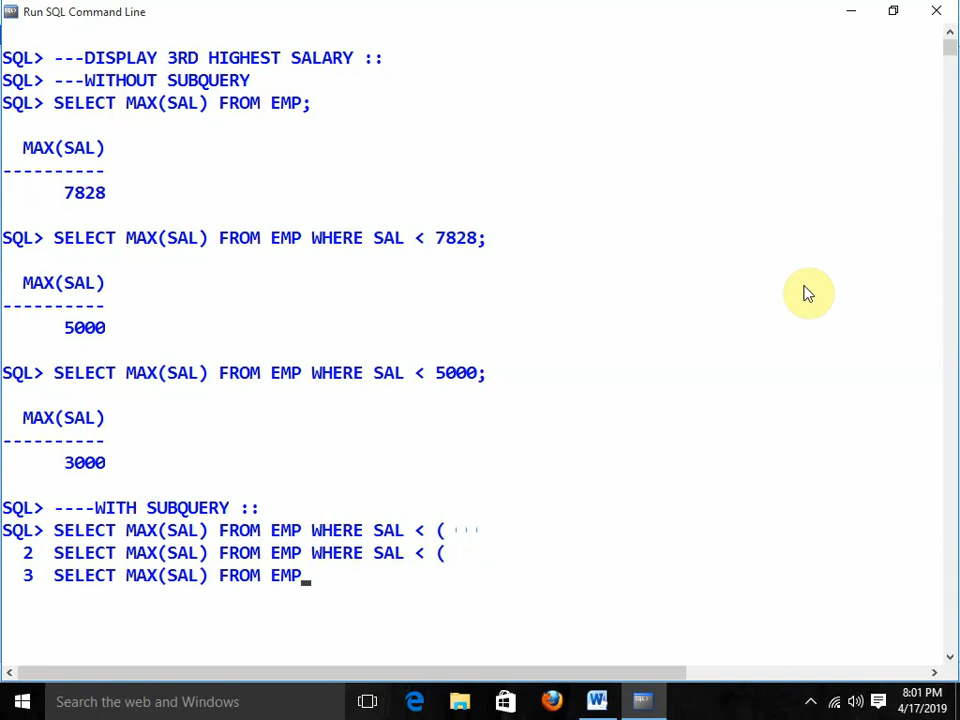 Run SQL Command Line
SQL> ---DISPLAY 3RD HIGHEST SALARY ::
SQL> ---WITHOUT SUBQUERY
SQL> SELECT MAX(SAL) FROM EMP;
MAX(SAL)
----------
7828
SQL> SELECT MAX(SAL) FROM EMP WHERE SAL < 7828;
MAX(SAL)
----------
5000
SQL> SELECT MAX(SAL) FROM EMP WHERE SAL < 5000;
MAX(SAL)
----------
3000
SQL> ----WITH SUBQUERY ::
SQL> SELECT MAX(SAL) FROM EMP WHERE SAL < (
2 SELECT MAX(SAL) FROM EMP WHERE SAL < (
3 SELECT MAX(SAL) FROM EMP_
Search the web and Windows
8:01 PM
4/17/2019